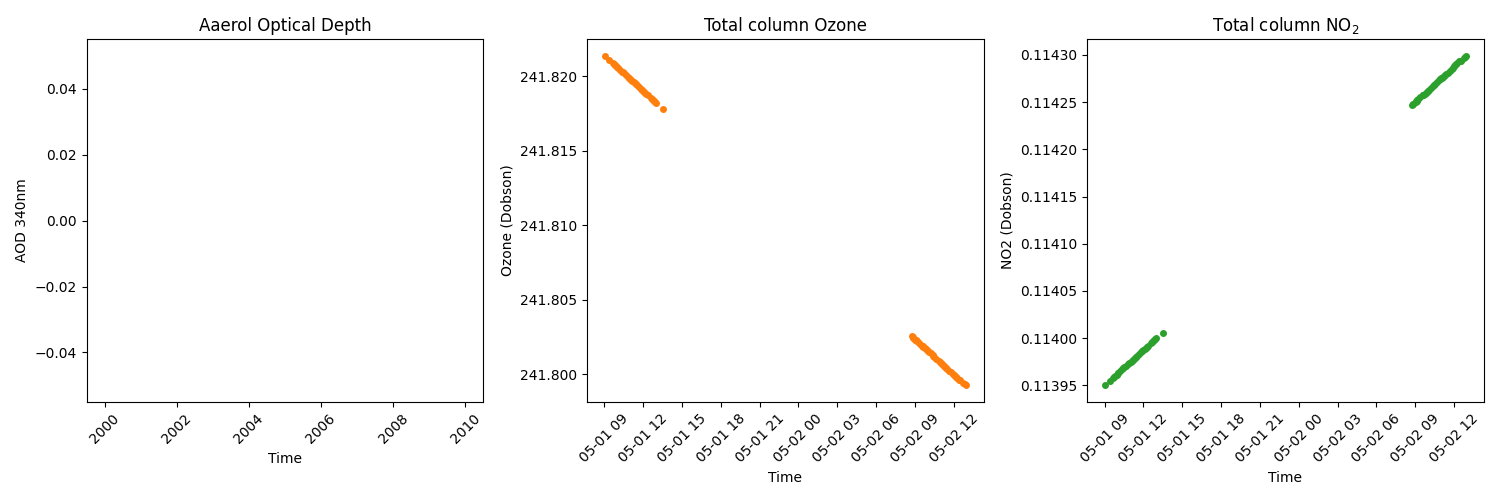 Aaerol Optical Depth
AOD 340nm
0.04
0.02
0.00
−0.02
−0.04
2000 2002 2004 2006 2008 2010
Time
Total column Ozone
Ozone (Dobson)
241.820
241.815
241.810
241.805
241.800
05-01 09 05-01 12 05-01 15 05-01 18 05-01 21 05-02 00 05-02 03 05-02 06 05-02 09 05-02 12
Time
Total column NO₂
NO2 (Dobson)
0.11430
0.11425
0.11420
0.11415
0.11410
0.11405
0.11400
0.11395
05-01 09 05-01 12 05-01 15 05-01 18 05-01 21 05-02 00 05-02 03 05-02 06 05-02 09 05-02 12
Time